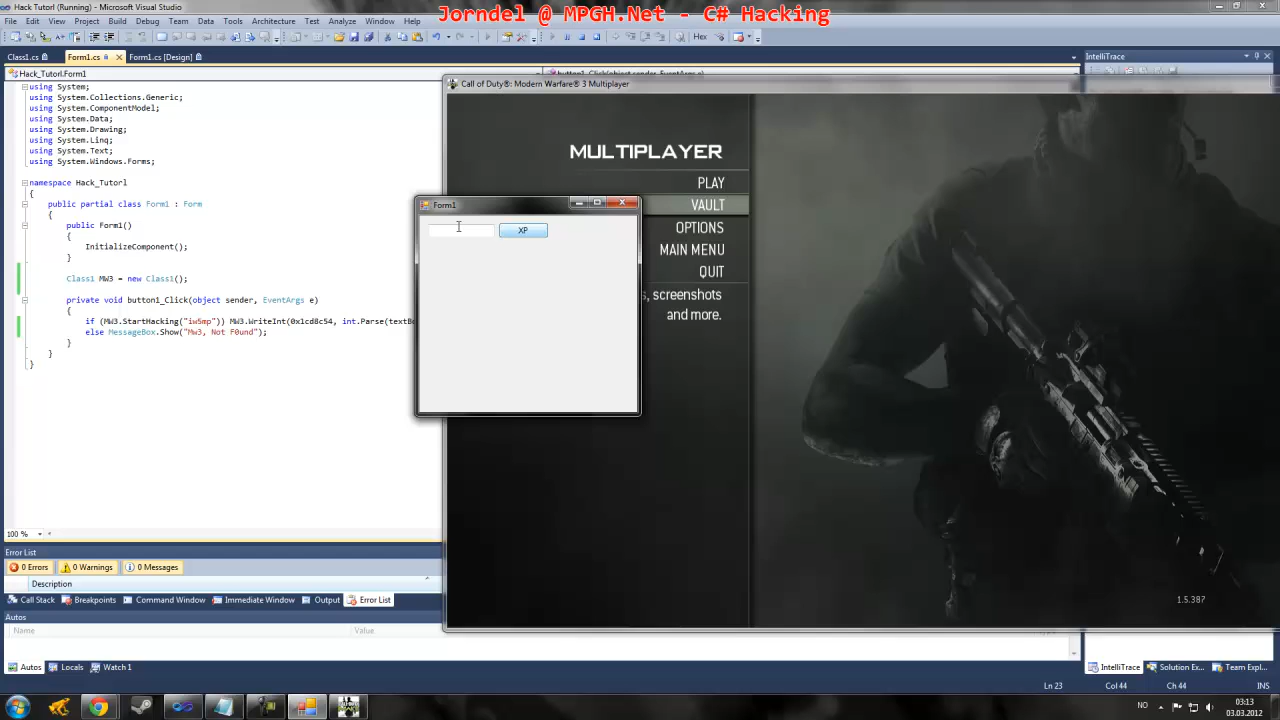 Hack Tutorl (Running) - Microsoft Visual Studio
Jorndel @ MPGH.Net - C# Hacking
File Edit View Project Build Debug Team Data Tools Architecture Test Analyze Window Help
Hex
Class1.cs Form1.cs Form1.cs [Design]
IntelliTrace
Hack_Tutorl.Form1
button1_Click(object sender, EventArgs e)
using System;
using System.Collections.Generic;
using System.ComponentModel;
using System.Data;
using System.Drawing;
using System.Linq;
using System.Text;
using System.Windows.Forms;
namespace Hack_Tutorl
{
public partial class Form1 : Form
{
public Form1()
{
InitializeComponent();
}
Class1 MW3 = new Class1();
private void button1_Click(object sender, EventArgs e)
{
if (MW3.StartHacking("iw5mp")) MW3.WriteInt(0x1cd8c54, int.Parse(textBo
else MessageBox.Show("Mw3, Not F0und");
}
}
}
Call of Duty®: Modern Warfare® 3 Multiplayer
MULTIPLAYER
PLAY
VAULT
OPTIONS
MAIN MENU
QUIT
s, screenshots
and more.
1.5.387
Form1
XP
100 %
Error List
0 Errors 0 Warnings 0 Messages
Description
Call Stack Breakpoints Command Window Immediate Window Output Error List
Autos
Name Value
Autos Locals Watch 1
IntelliTrace Solution Ex... Team Expl...
Ln 23 Col 44 Ch 44 INS
NO
03:13
03.03.2012